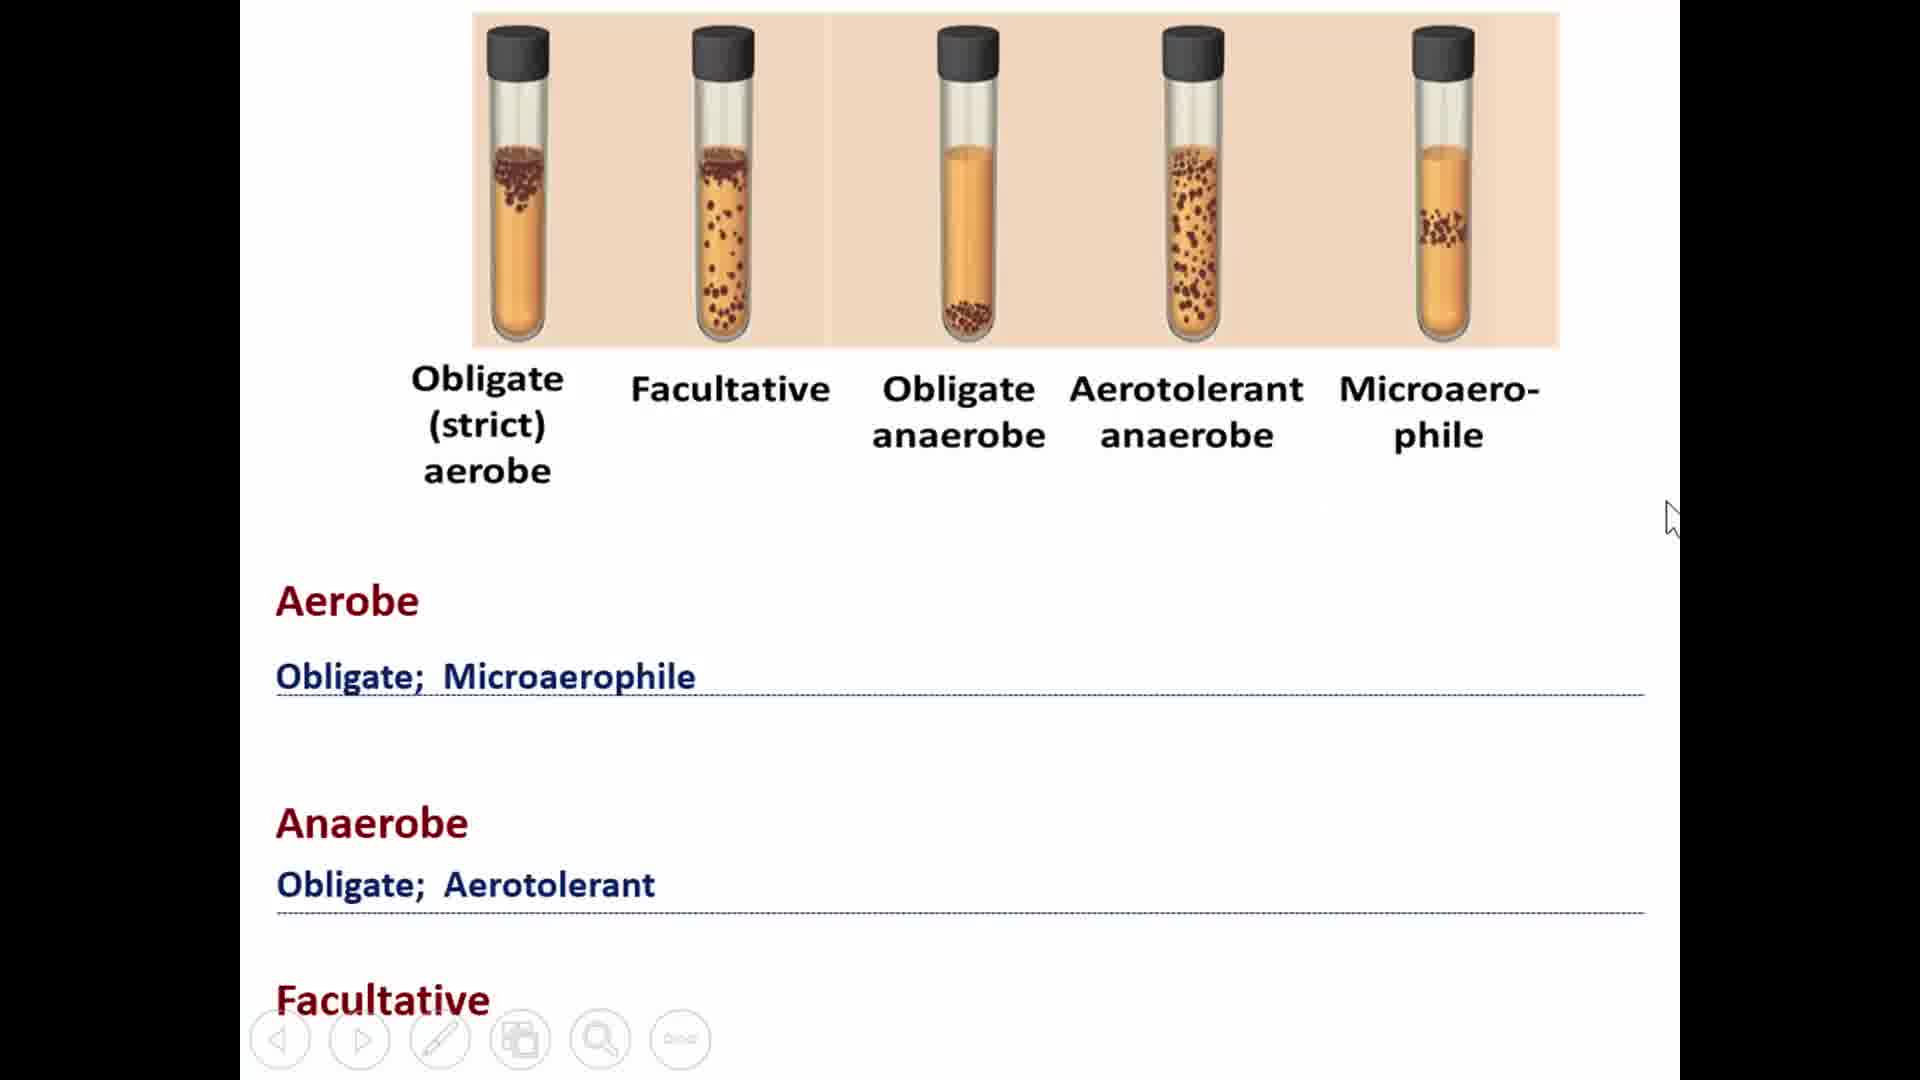 Obligate
(strict)
aerobe
Facultative
Obligate
anaerobe
Aerotolerant
anaerobe
Microaero-
phile
Aerobe
Obligate;  Microaerophile
Anaerobe
Obligate;  Aerotolerant
Facultative